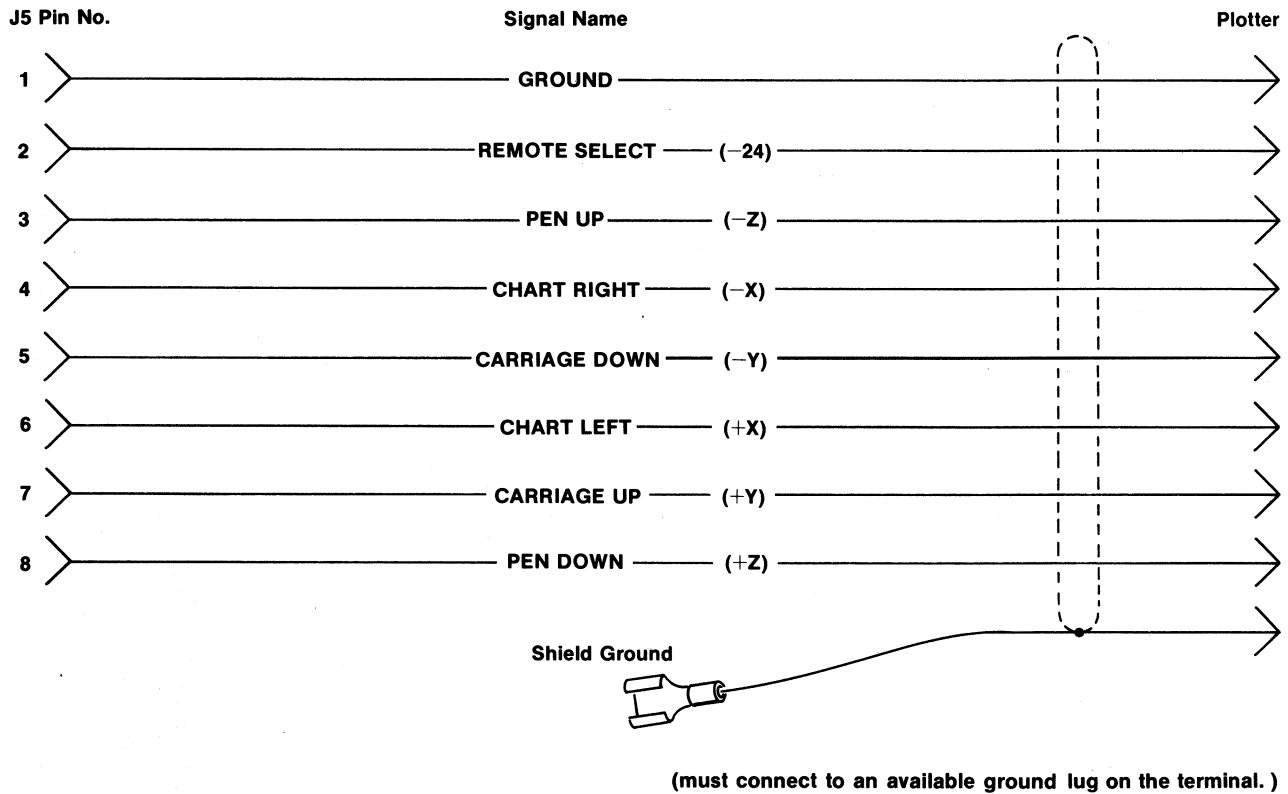 J5 Pin No. Signal Name Plotter
1 GROUND
2 REMOTE SELECT (−24)
3 PEN UP (−Z)
4 CHART RIGHT (−X)
5 CARRIAGE DOWN (−Y)
6 CHART LEFT (+X)
7 CARRIAGE UP (+Y)
8 PEN DOWN (+Z)
Shield Ground
(must connect to an available ground lug on the terminal. )